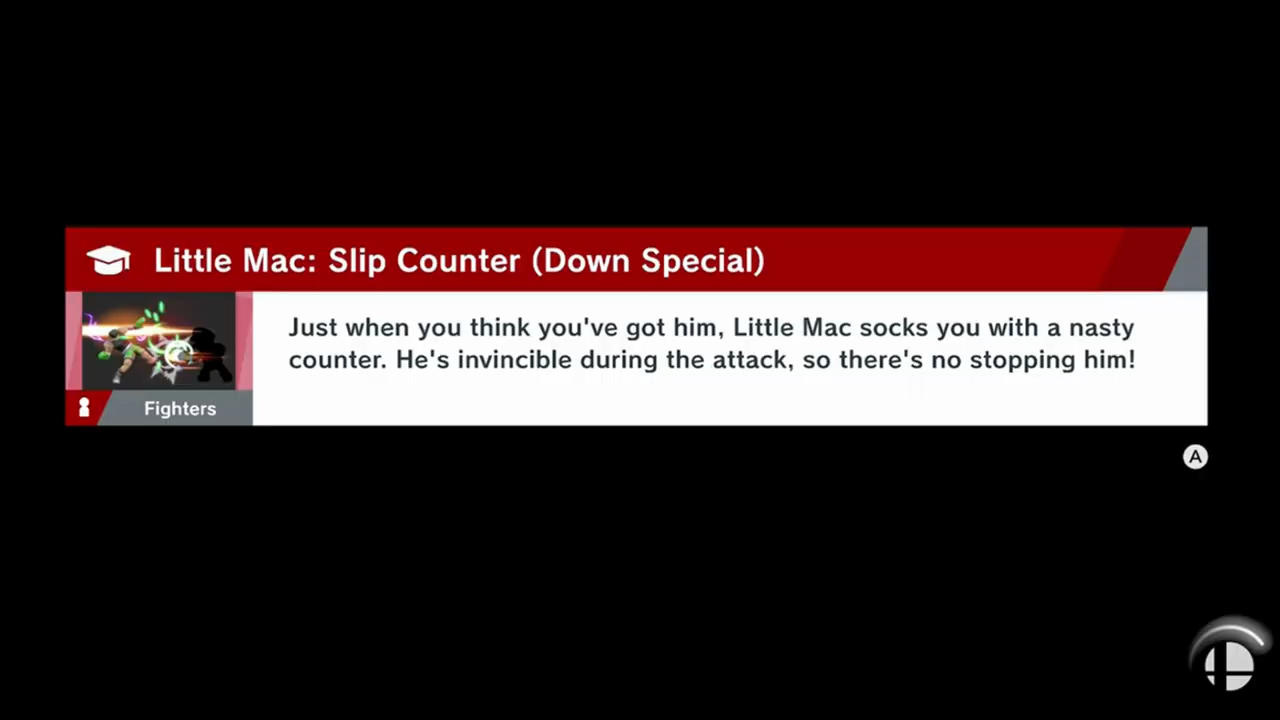 Little Mac: Slip Counter (Down Special)
Just when you think you've got him, Little Mac socks you with a nasty
counter. He's invincible during the attack, so there's no stopping him!
Fighters
A